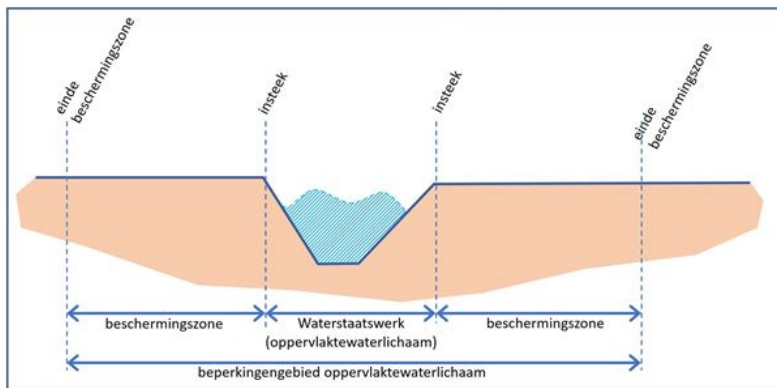 einde
beschermingszone
insteek
insteek
einde
beschermingszone
beschermingszone
Waterstaatswerk
(oppervlaktewaterlichaam)
beschermingszone
beperkingengebied oppervlaktewaterlichaam